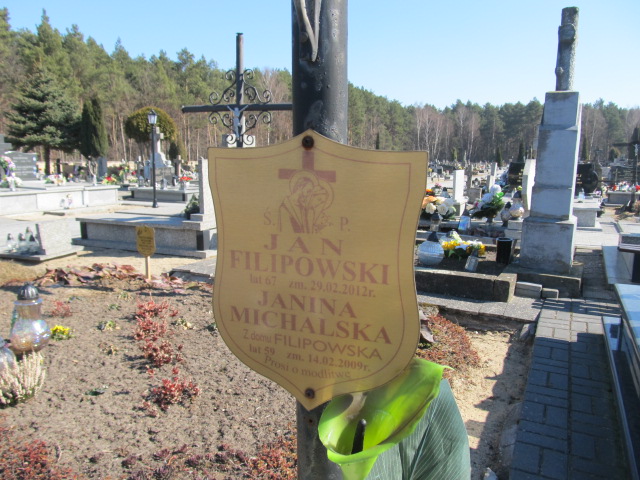 Ś. P.
JAN
FILIPOWSKI
lat 67 zm. 29.02.2012r.
JANINA
MICHALSKA
Z domu FILIPOWSKA
lat 59 zm. 14.02.2009r.
Prosi o modlitwę